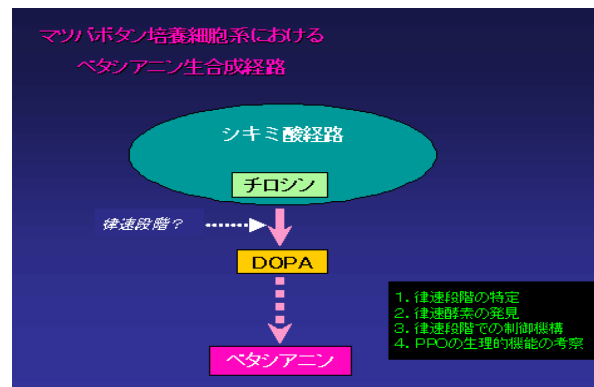 マツバボタン培養細胞系における
ベタシアニン生合成経路
シキミ酸経路
チロシン
律速段階？
DOPA
1. 律速段階の特定
2. 律速酵素の発見
3. 律速段階での制御機構
4. PPOの生理的機能の考察
ベタシアニン